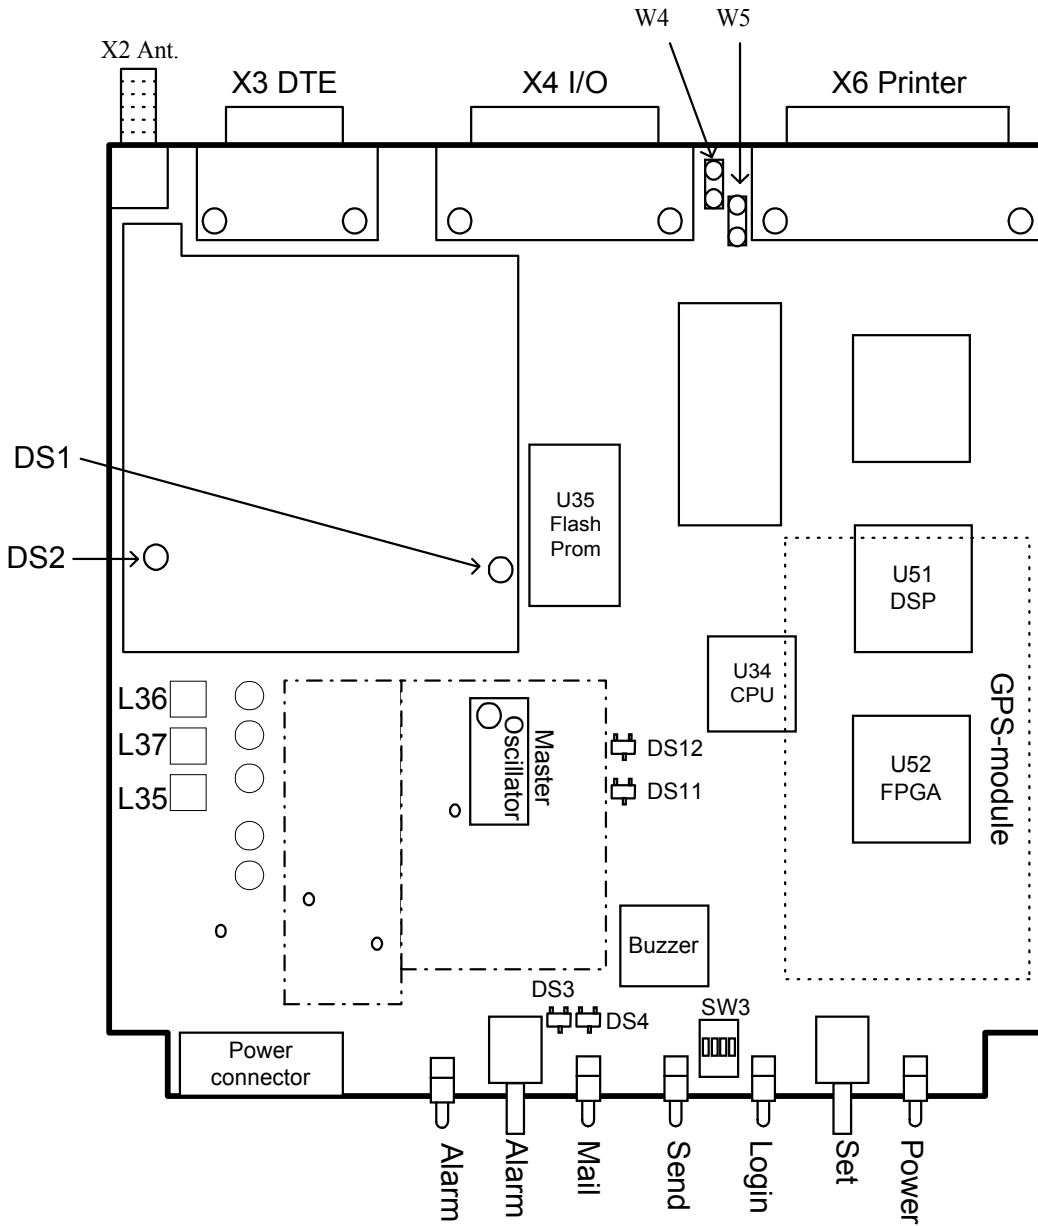 W4
W5
X2 Ant.
X3 DTE
X4 I/O
X6 Printer
DS1
DS2
U35
Flash
Prom
U51
DSP
U34
CPU
GPS-module
L36
L37
L35
Master
Oscillator
DS12
DS11
U52
FPGA
Buzzer
DS3
DS4
SW3
Power
connector
Alarm
Alarm
Mail
Send
Login
Set
Power